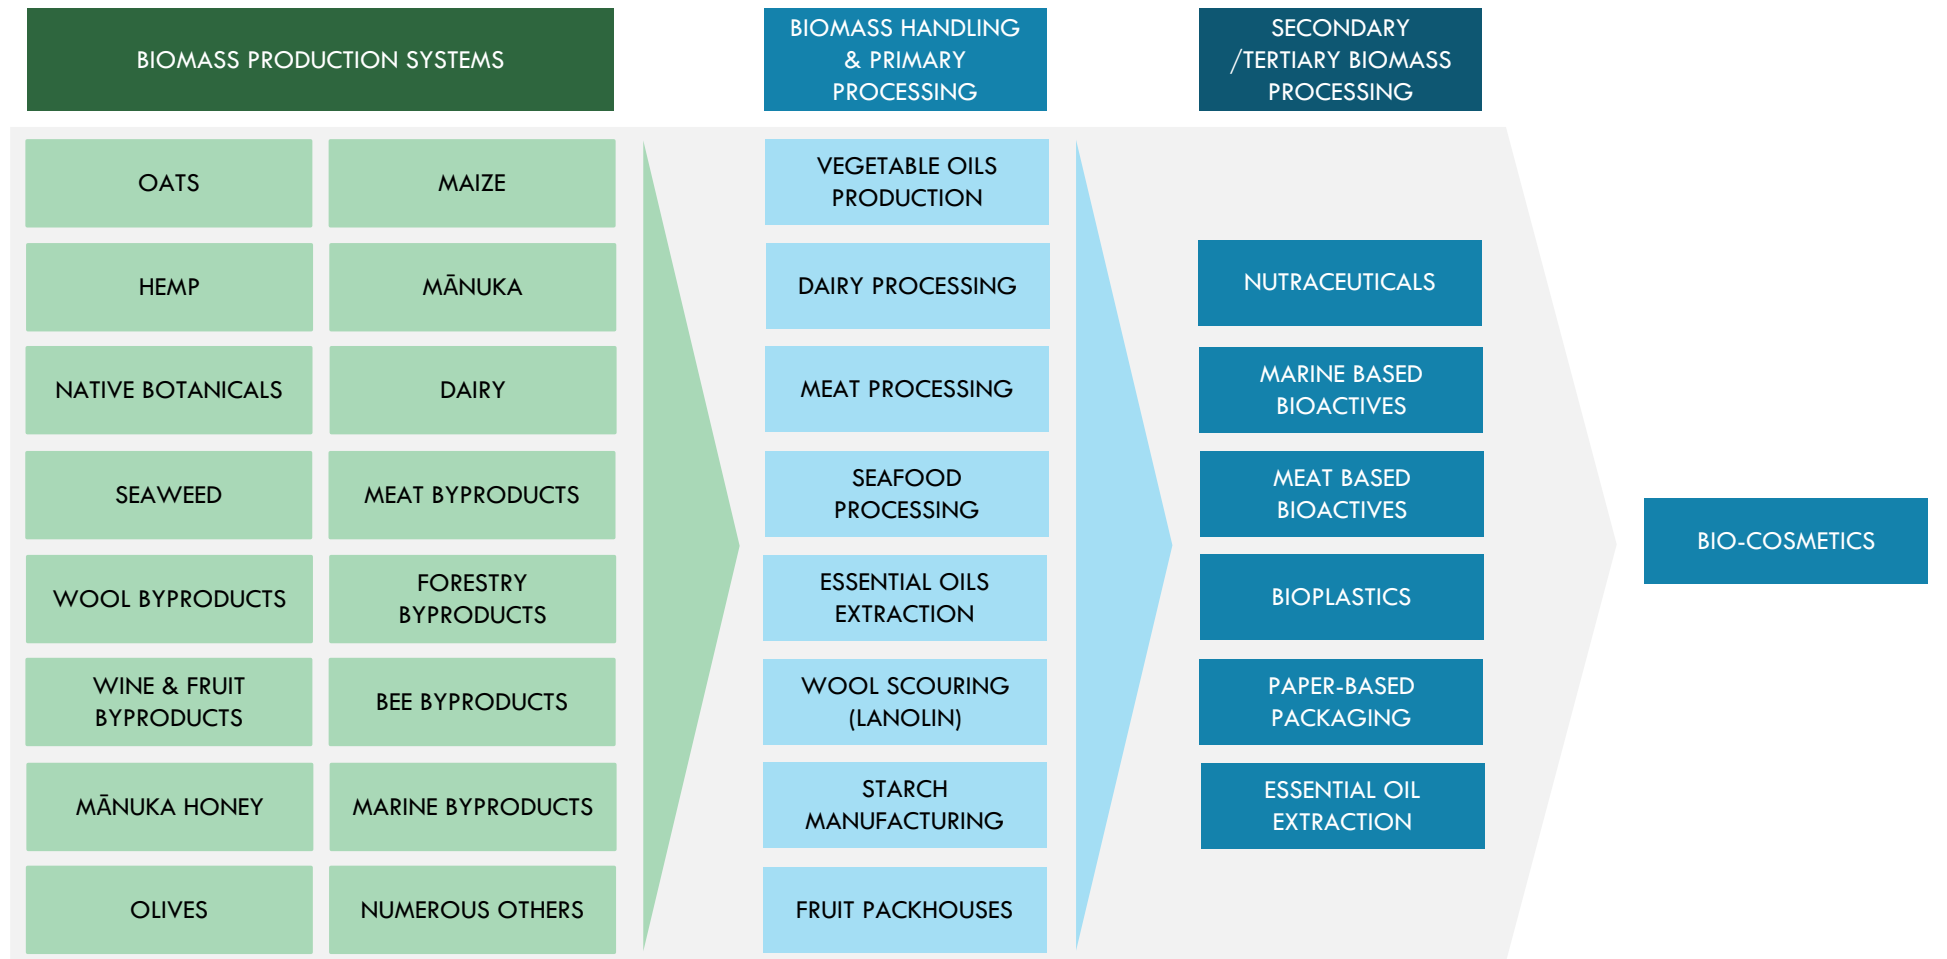 BIOMASS PRODUCTION SYSTEMS
BIOMASS HANDLING
& PRIMARY
PROCESSING
SECONDARY
/TERTIARY BIOMASS
PROCESSING
OATS
MAIZE
HEMP
MĀNUKA
NATIVE BOTANICALS
DAIRY
SEAWEED
MEAT BYPRODUCTS
WOOL BYPRODUCTS
FORESTRY
BYPRODUCTS
WINE & FRUIT
BYPRODUCTS
BEE BYPRODUCTS
MĀNUKA HONEY
MARINE BYPRODUCTS
OLIVES
NUMEROUS OTHERS
VEGETABLE OILS
PRODUCTION
DAIRY PROCESSING
MEAT PROCESSING
SEAFOOD
PROCESSING
ESSENTIAL OILS
EXTRACTION
WOOL SCOURING
(LANOLIN)
STARCH
MANUFACTURING
FRUIT PACKHOUSES
NUTRACEUTICALS
MARINE BASED
BIOACTIVES
MEAT BASED
BIOACTIVES
BIOPLASTICS
PAPER-BASED
PACKAGING
ESSENTIAL OIL
EXTRACTION
BIO-COSMETICS